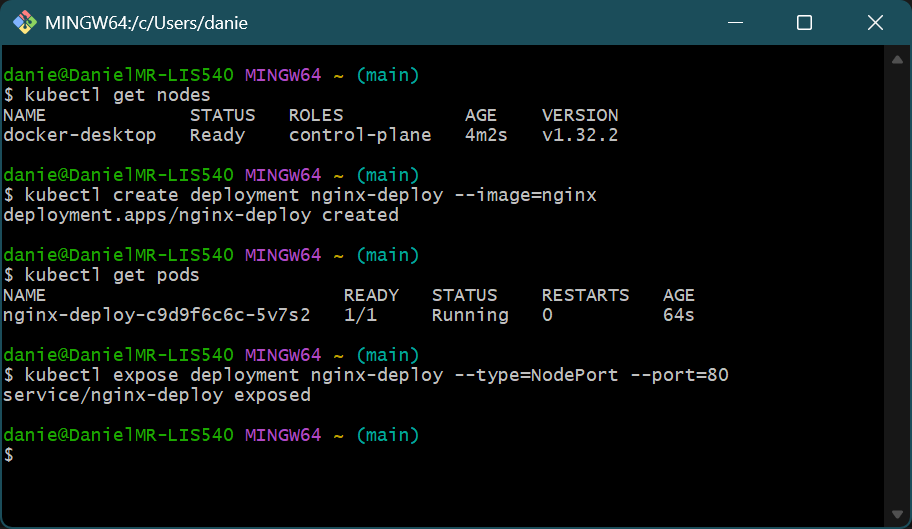 MINGW64:/c/Users/danie
danie@DanielMR-LIS540 MINGW64 ~ (main)
$ kubectl get nodes
NAME             STATUS   ROLES           AGE    VERSION
docker-desktop   Ready    control-plane   4m2s   v1.32.2
danie@DanielMR-LIS540 MINGW64 ~ (main)
$ kubectl create deployment nginx-deploy --image=nginx
deployment.apps/nginx-deploy created
danie@DanielMR-LIS540 MINGW64 ~ (main)
$ kubectl get pods
NAME                           READY   STATUS    RESTARTS   AGE
nginx-deploy-c9d9f6c6c-5v7s2   1/1     Running   0          64s
danie@DanielMR-LIS540 MINGW64 ~ (main)
$ kubectl expose deployment nginx-deploy --type=NodePort --port=80
service/nginx-deploy exposed
danie@DanielMR-LIS540 MINGW64 ~ (main)
$